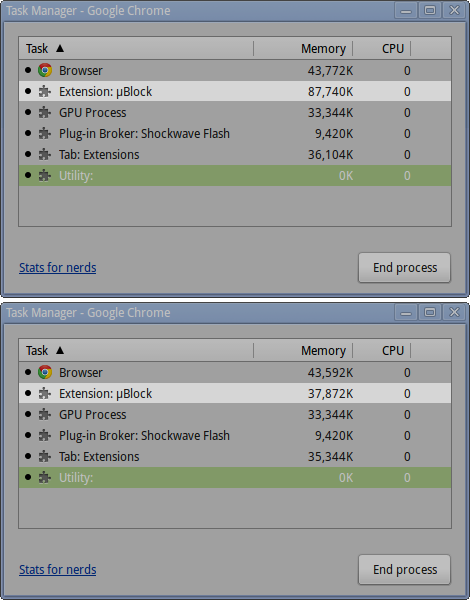 Task Manager - Google Chrome
Task ▲ Memory CPU
Browser 43,772K 0
Extension: µBlock 87,740K 0
GPU Process 33,344K 0
Plug-in Broker: Shockwave Flash 9,420K 0
Tab: Extensions 36,104K 0
Utility: 0K 0
Stats for nerds End process
Task Manager - Google Chrome
Task ▲ Memory CPU
Browser 43,592K 0
Extension: µBlock 37,872K 0
GPU Process 33,344K 0
Plug-in Broker: Shockwave Flash 9,420K 0
Tab: Extensions 35,344K 0
Utility: 0K 0
Stats for nerds End process